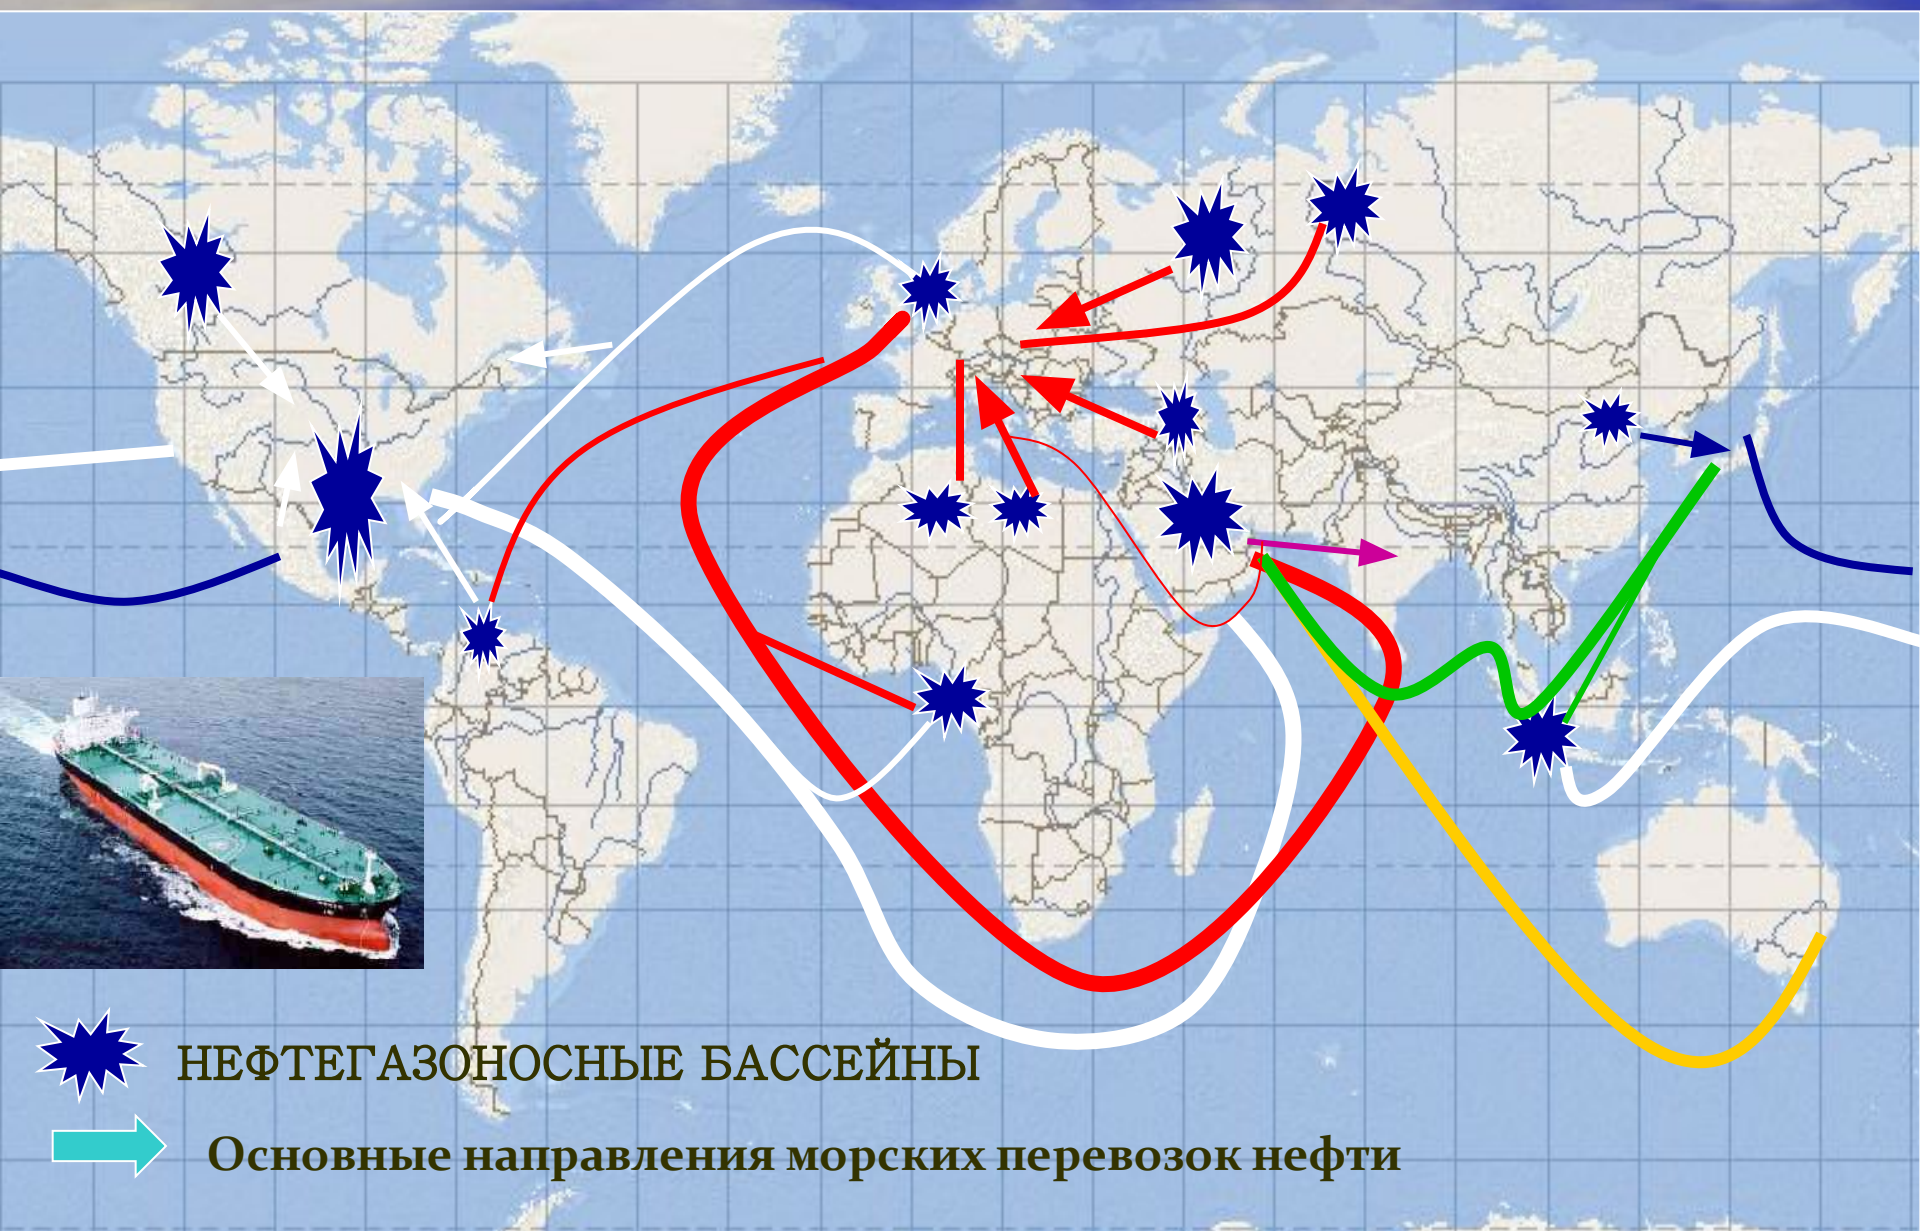 НЕФТЕГАЗОНОСНЫЕ БАССЕЙНЫ
Основные направления морских перевозок нефти